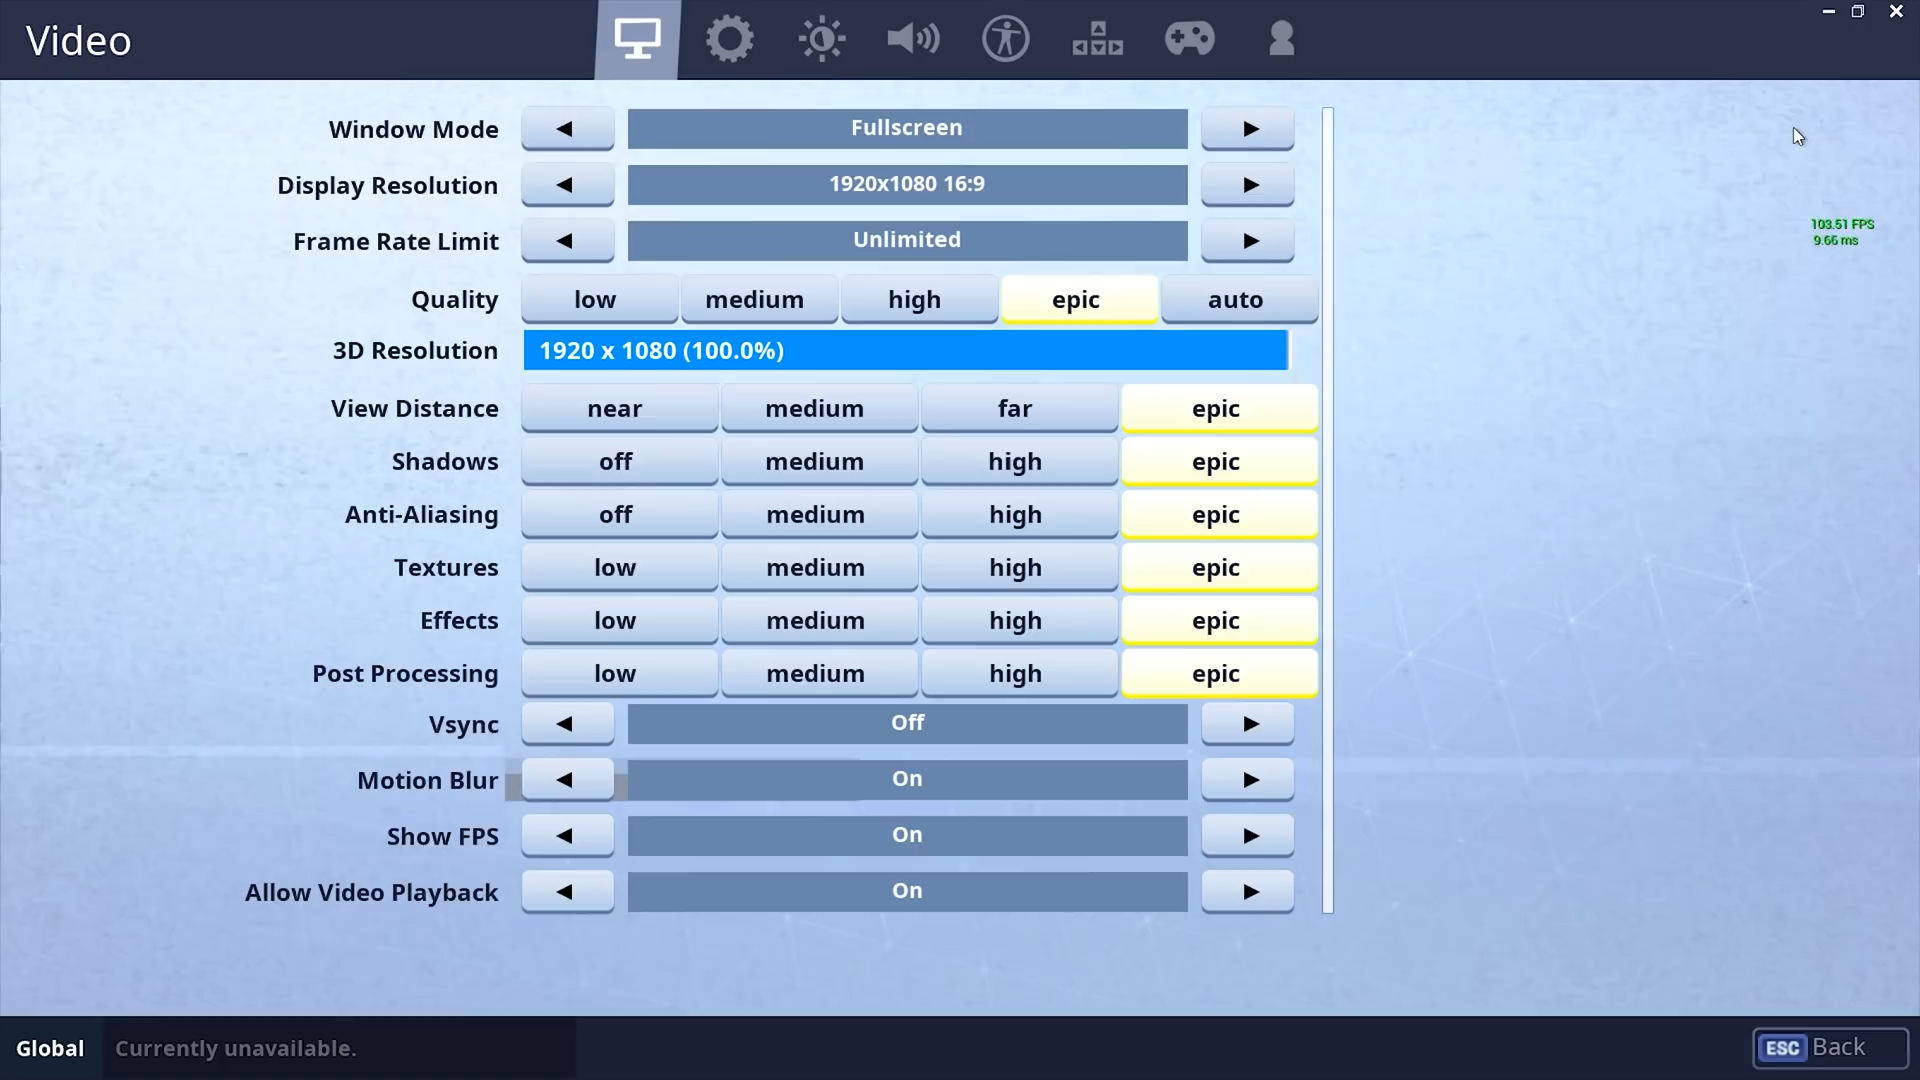 Video
Window Mode Fullscreen
Display Resolution 1920x1080 16:9
103.51 FPS
9.66 ms
Frame Rate Limit Unlimited
Quality low medium high epic auto
3D Resolution 1920 x 1080 (100.0%)
View Distance near medium far epic
Shadows off medium high epic
Anti-Aliasing off medium high epic
Textures low medium high epic
Effects low medium high epic
Post Processing low medium high epic
Vsync Off
Motion Blur On
Show FPS On
Allow Video Playback On
Global Currently unavailable. ESC Back